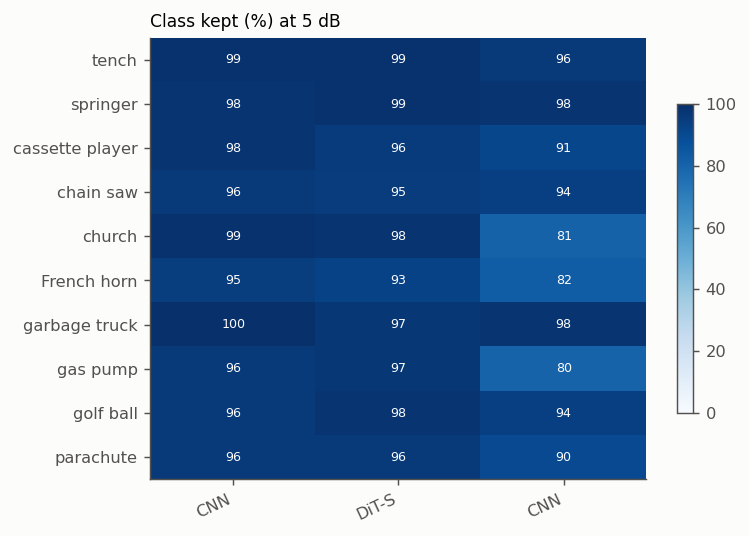 Class kept (%) at 5 dB
tench 99 99 96
springer 98 99 98
cassette player 98 96 91
chain saw 96 95 94
church 99 98 81
French horn 95 93 82
garbage truck 100 97 98
gas pump 96 97 80
golf ball 96 98 94
parachute 96 96 90
CNN DiT-S CNN
100
80
60
40
20
0